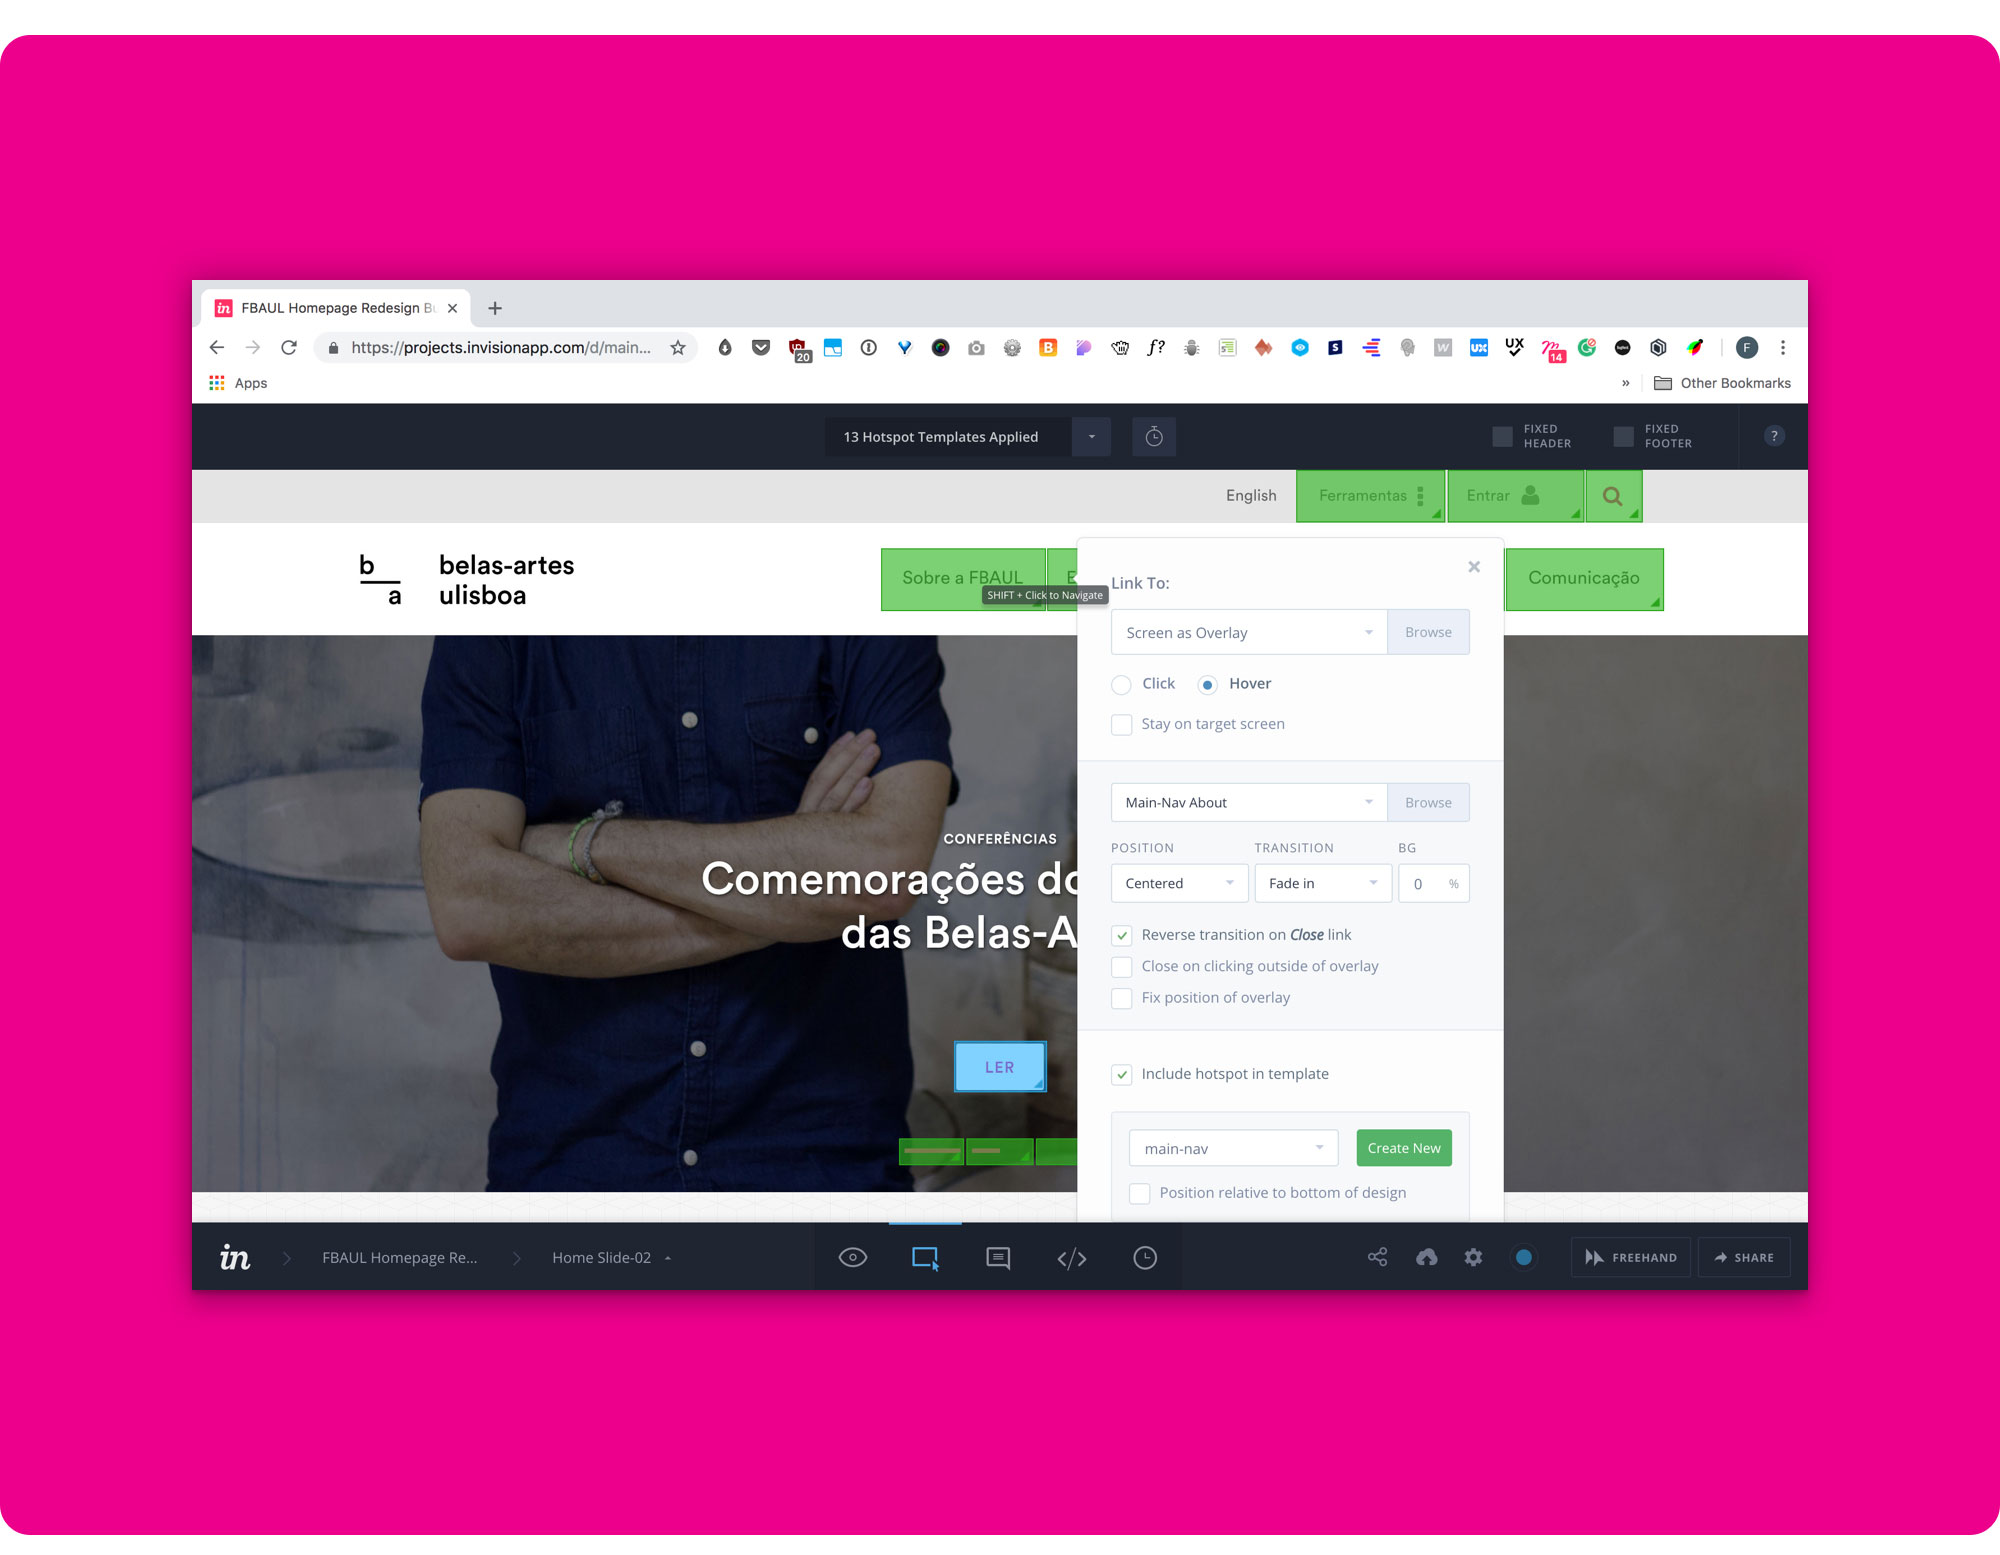 in FBAUL Homepage Redesign Bu
https://projects.invisionapp.com/d/main...
20
14
F
Apps
»
Other Bookmarks
13 Hotspot Templates Applied
FIXED HEADER
FIXED FOOTER
?
English
Ferramentas
Entrar
b
a
belas-artes
ulisboa
Sobre a FBAUL
E
Comunicação
SHIFT + Click to Navigate
Link To:
Screen as Overlay
Browse
Click
Hover
Stay on target screen
Main-Nav About
Browse
POSITION
TRANSITION
BG
Centered
Fade in
0 %
Reverse transition on Close link
Close on clicking outside of overlay
Fix position of overlay
Include hotspot in template
main-nav
Create New
Position relative to bottom of design
CONFERÊNCIAS
Comemorações do
das Belas-A
LER
in
FBAUL Homepage Re...
Home Slide-02
FREEHAND
SHARE